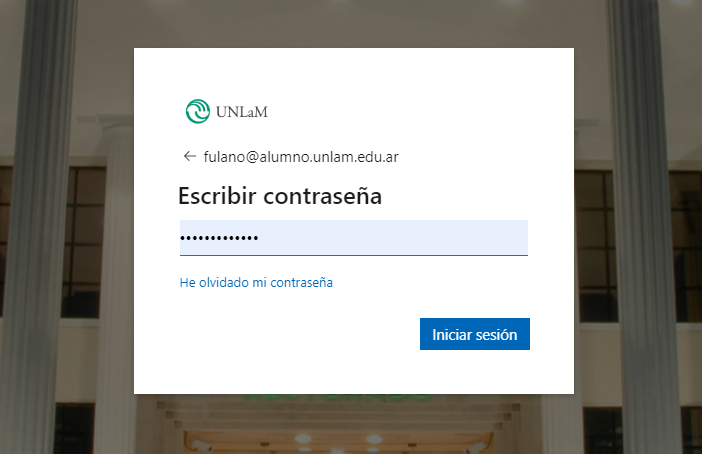 UNLaM
← fulano@alumno.unlam.edu.ar
Escribir contraseña
•••••••••••••
He olvidado mi contraseña
Iniciar sesión